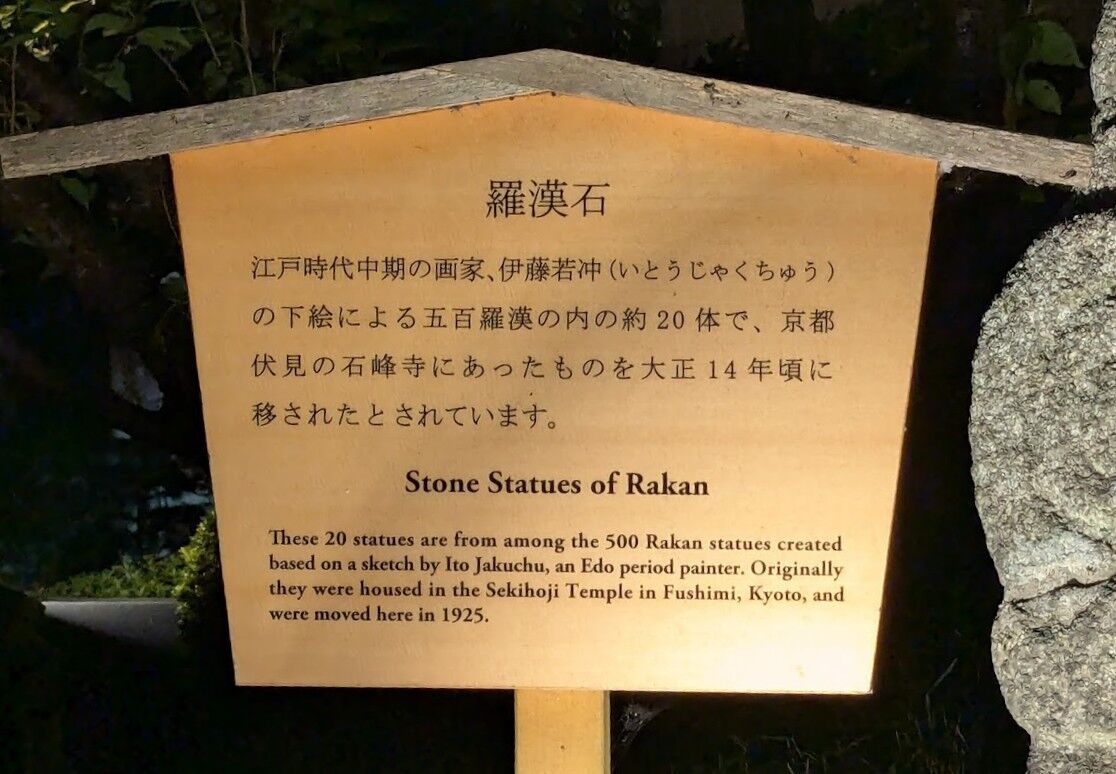 羅漢石
江戸時代中期の画家、伊藤若冲（いとうじゃくちゅう）
の下絵による五百羅漢の内の約20体で、京都
伏見の石峰寺にあったものを大正14年頃に
移されたとされています。
Stone Statues of Rakan
These 20 statues are from among the 500 Rakan statues created
based on a sketch by Ito Jakuchu, an Edo period painter. Originally
they were housed in the Sekihoji Temple in Fushimi, Kyoto, and
were moved here in 1925.